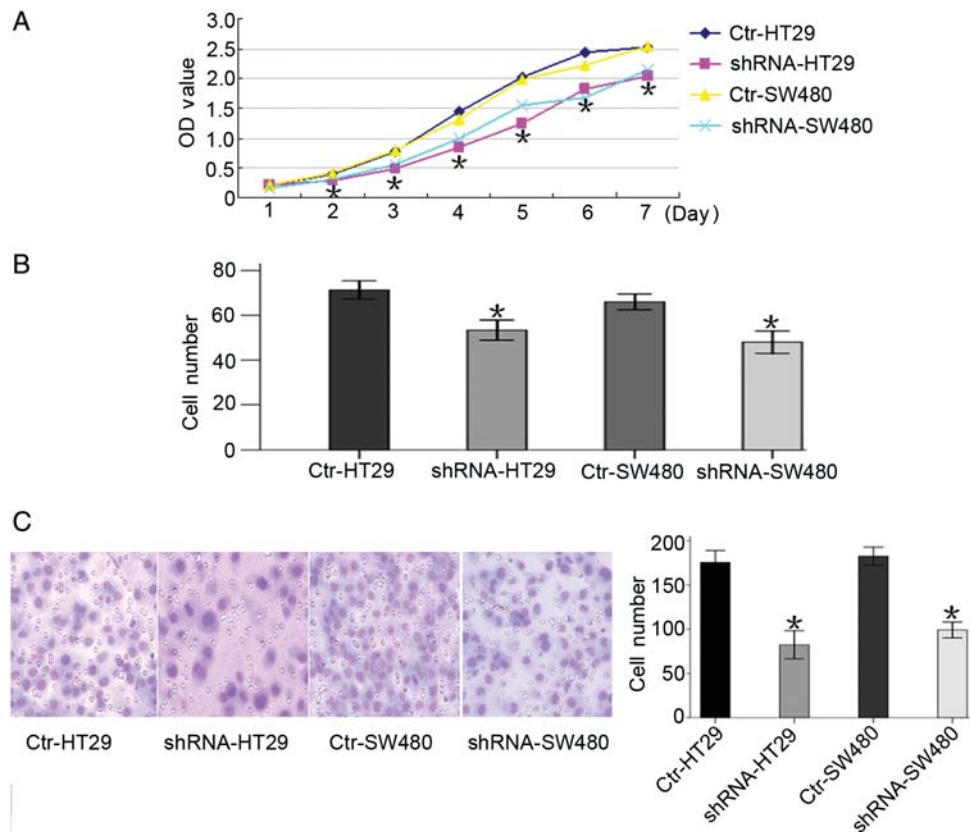 A
OD value
3.0
2.5
2.0
1.5
1.0
0.5
0
1 2 3 4 5 6 7 (Day)
* * * * * *
Ctr-HT29
shRNA-HT29
Ctr-SW480
shRNA-SW480
B
Cell number
80
60
40
20
0
* *
Ctr-HT29 shRNA-HT29 Ctr-SW480 shRNA-SW480
C
Ctr-HT29 shRNA-HT29 Ctr-SW480 shRNA-SW480
Cell number
200
150
100
50
0
* *
Ctr-HT29
shRNA-HT29
Ctr-SW480
shRNA-SW480